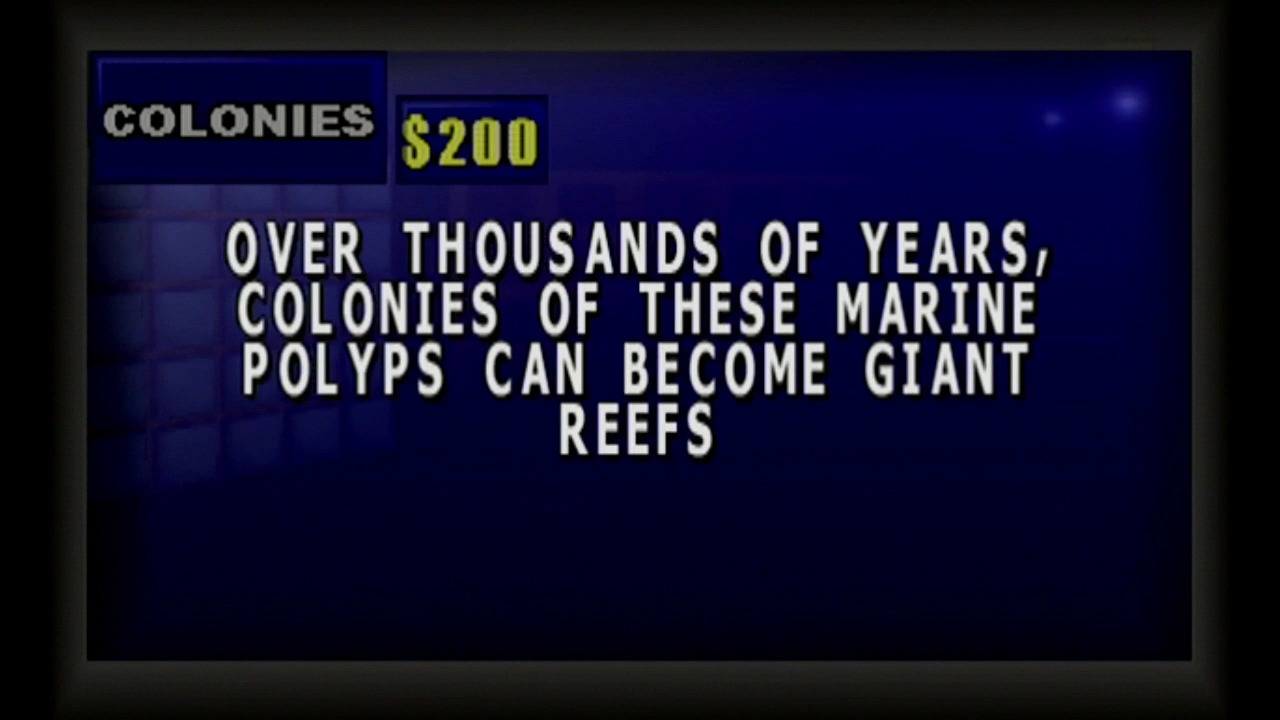 COLONIES
$200
OVER THOUSANDS OF YEARS,
COLONIES OF THESE MARINE
POLYPS CAN BECOME GIANT
REEFS